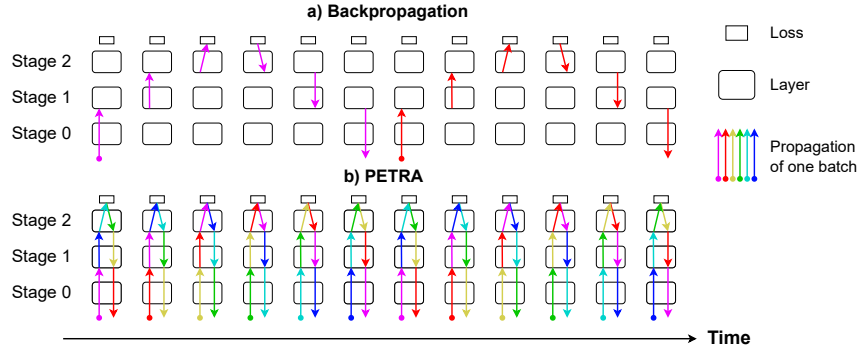 a) Backpropagation
Stage 2
Stage 1
Stage 0
Loss
Layer
Propagation
of one batch
b) PETRA
Stage 2
Stage 1
Stage 0
Time